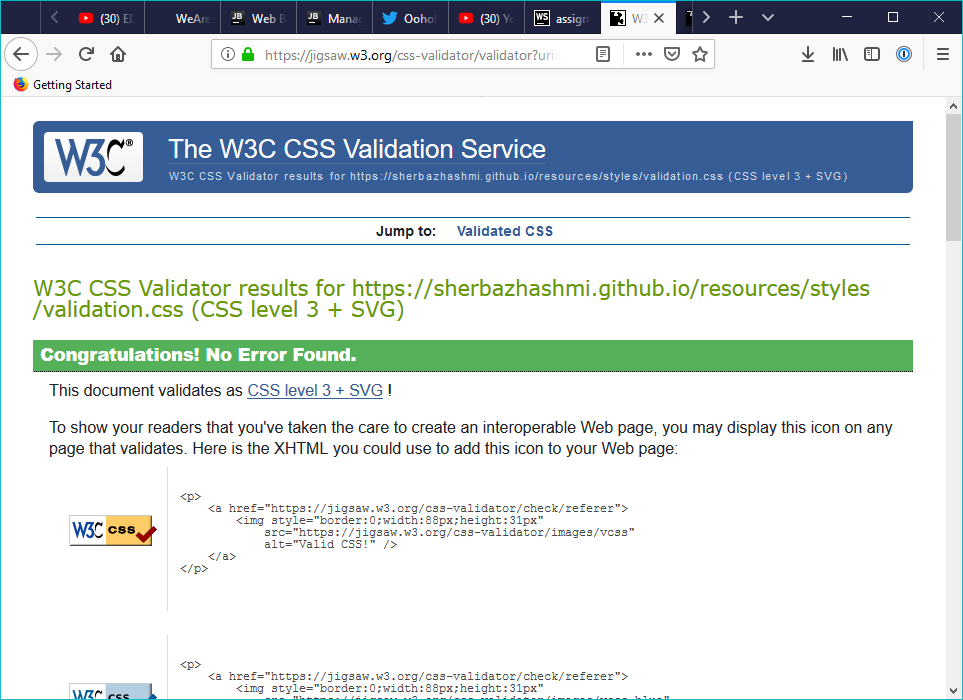 (30)
WeAre
JB Web
JB Mana
Ooho!
(30)
WS assign
W3
https://jigsaw.w3.org/css-validator/validator?uri
Getting Started
W3C®
The W3C CSS Validation Service
W3C CSS Validator results for https://sherbazhashmi.github.io/resources/styles/validation.css (CSS level 3 + SVG)
Jump to: Validated CSS
W3C CSS Validator results for https://sherbazhashmi.github.io/resources/styles
/validation.css (CSS level 3 + SVG)
Congratulations! No Error Found.
This document validates as CSS level 3 + SVG !
To show your readers that you've taken the care to create an interoperable Web page, you may display this icon on any
page that validates. Here is the XHTML you could use to add this icon to your Web page:
W3C css
<p>
<a href="https://jigsaw.w3.org/css-validator/check/referer">
<img style="border:0;width:88px;height:31px"
src="https://jigsaw.w3.org/css-validator/images/vcss"
alt="Valid CSS!" />
</a>
</p>
W3C css
<p>
<a href="https://jigsaw.w3.org/css-validator/check/referer">
<img style="border:0;width:88px;height:31px"